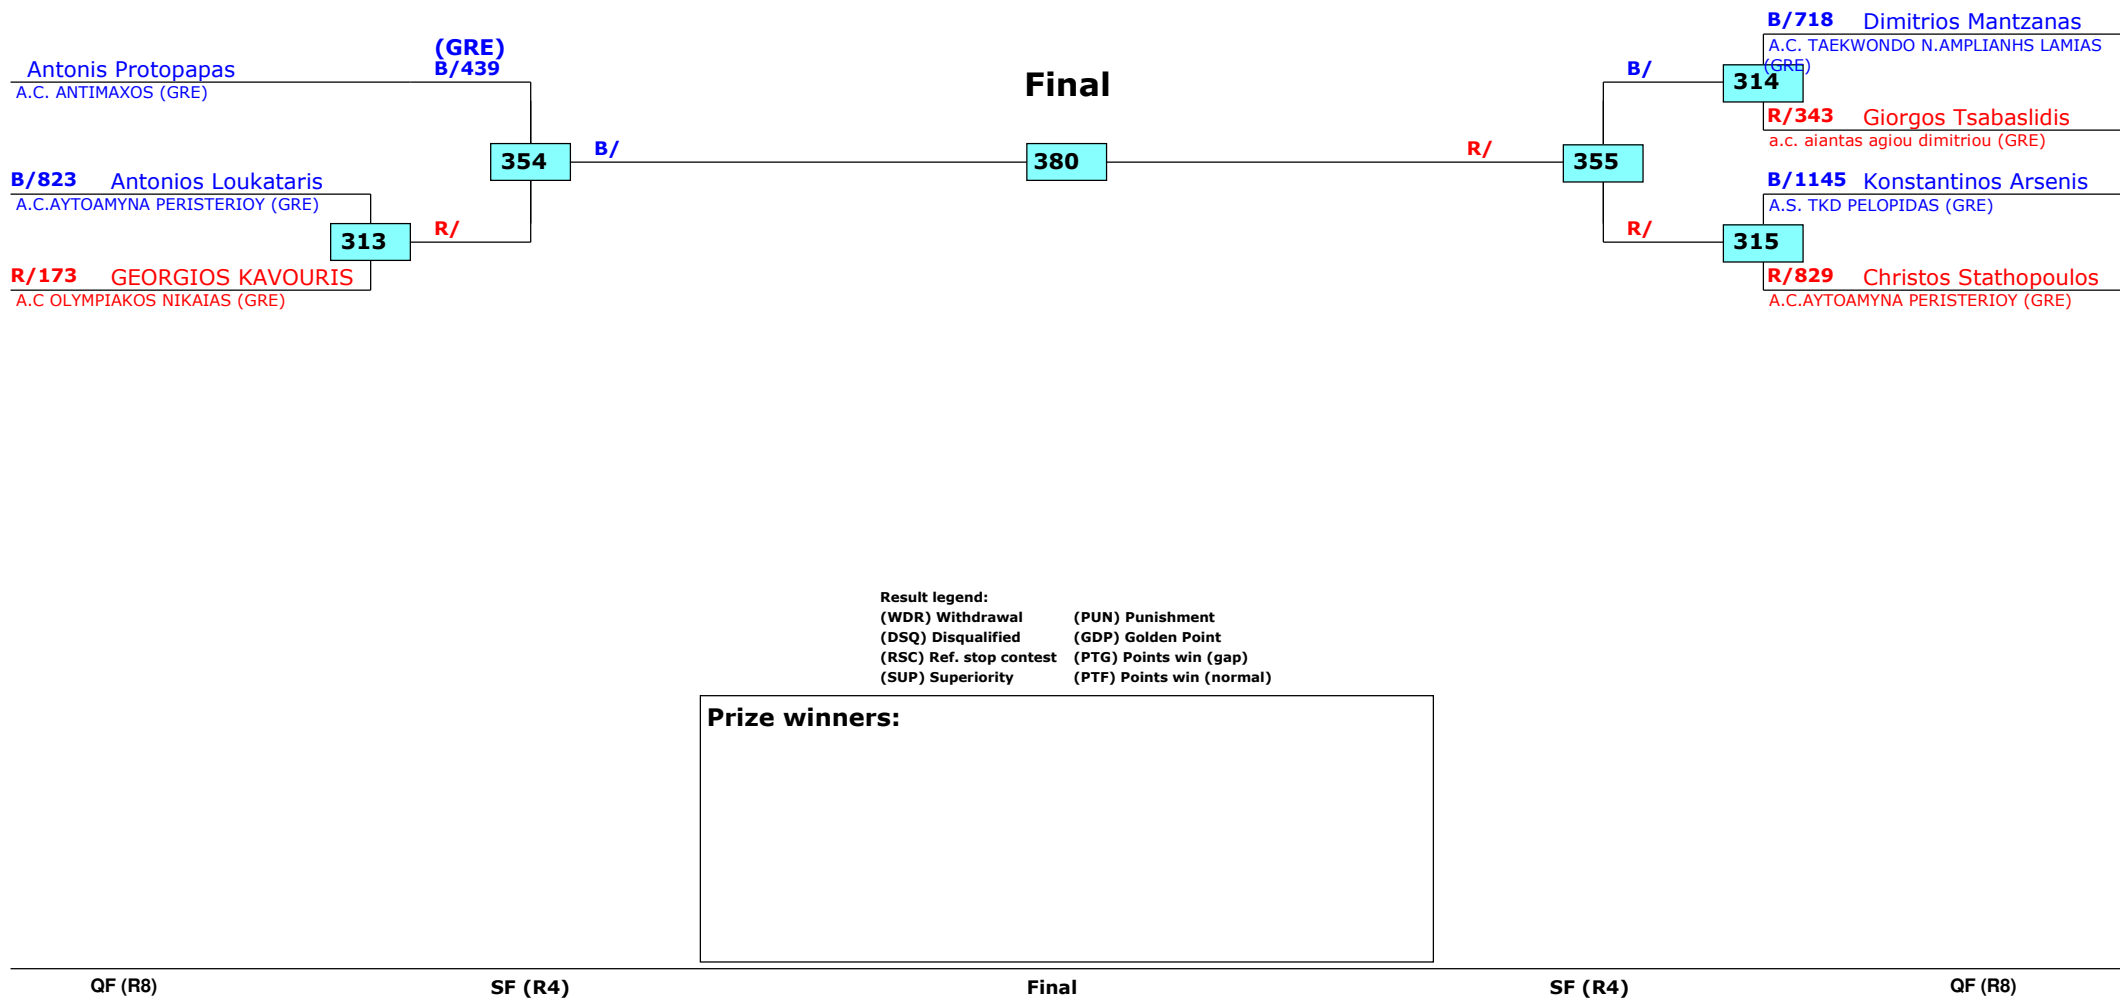 Antonis Protopapas
A.C. ANTIMAXOS (GRE)
(GRE)
B/439
B/823 Antonios Loukataris
A.C.AYTOAMYNA PERISTERIOY (GRE)
313
R/
R/173 GEORGIOS KAVOURIS
A.C OLYMPIAKOS NIKAIAS (GRE)
354
B/
Final
380
R/
355
B/
R/
B/718 Dimitrios Mantzanas
A.C. TAEKWONDO N.AMPLIANHS LAMIAS
(GRE)
314
R/343 Giorgos Tsabaslidis
a.c. aiantas agiou dimitriou (GRE)
B/1145 Konstantinos Arsenis
A.S. TKD PELOPIDAS (GRE)
315
R/829 Christos Stathopoulos
A.C.AYTOAMYNA PERISTERIOY (GRE)
Result legend:
(WDR) Withdrawal (PUN) Punishment
(DSQ) Disqualified (GDP) Golden Point
(RSC) Ref. stop contest (PTG) Points win (gap)
(SUP) Superiority (PTF) Points win (normal)
Prize winners:
QF (R8) SF (R4) Final SF (R4) QF (R8)